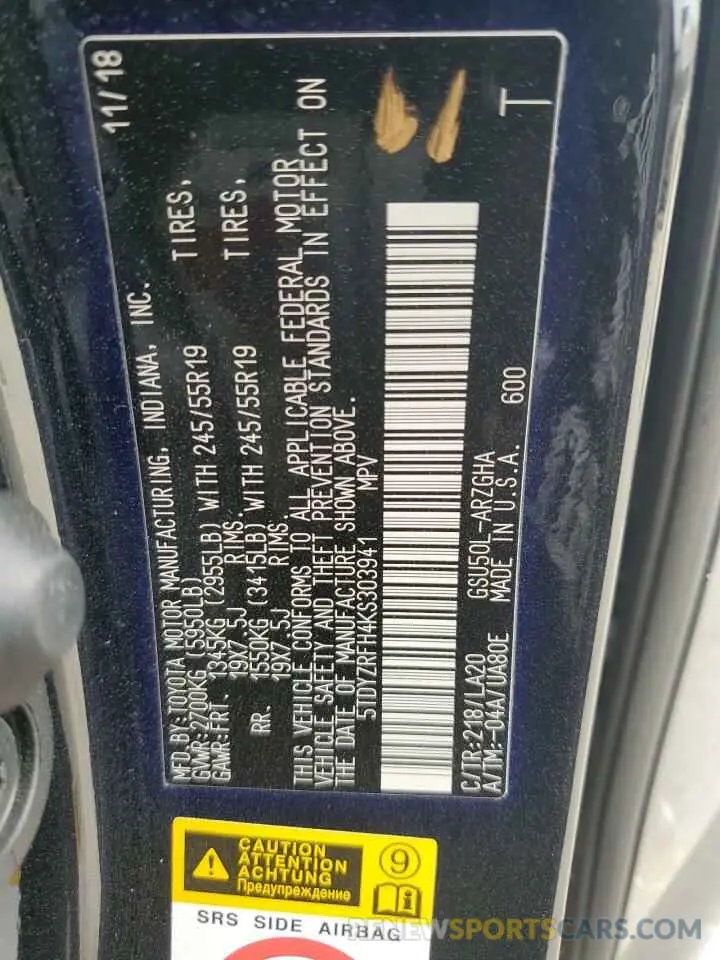 11/18
MFD BY: TOYOTA MOTOR MANUFACTURING, INDIANA, INC.
GVWR: 2700KG (5950LB)
GAWR: FRT. 1345KG (2955LB) WITH 245/55R19 TIRES,
19X7.5J RIMS.
RR. 1550KG (3415LB) WITH 245/55R19 TIRES,
19X7.5J RIMS
THIS VEHICLE CONFORMS TO ALL APPLICABLE FEDERAL MOTOR
VEHICLE SAFETY AND THEFT PREVENTION STANDARDS IN EFFECT ON
THE DATE OF MANUFACTURE SHOWN ABOVE.
5TDYZRFH4KS303941 MPV
C/TR:218/LA20 GSU50L-ARZGHA
A/TM:-04A/UA80E MADE IN U.S.A. 600
T
CAUTION
ATTENTION
ACHTUNG
Предупреждение
9
i
SRS SIDE AIRBAG
RENEWSPORTSCARS.COM